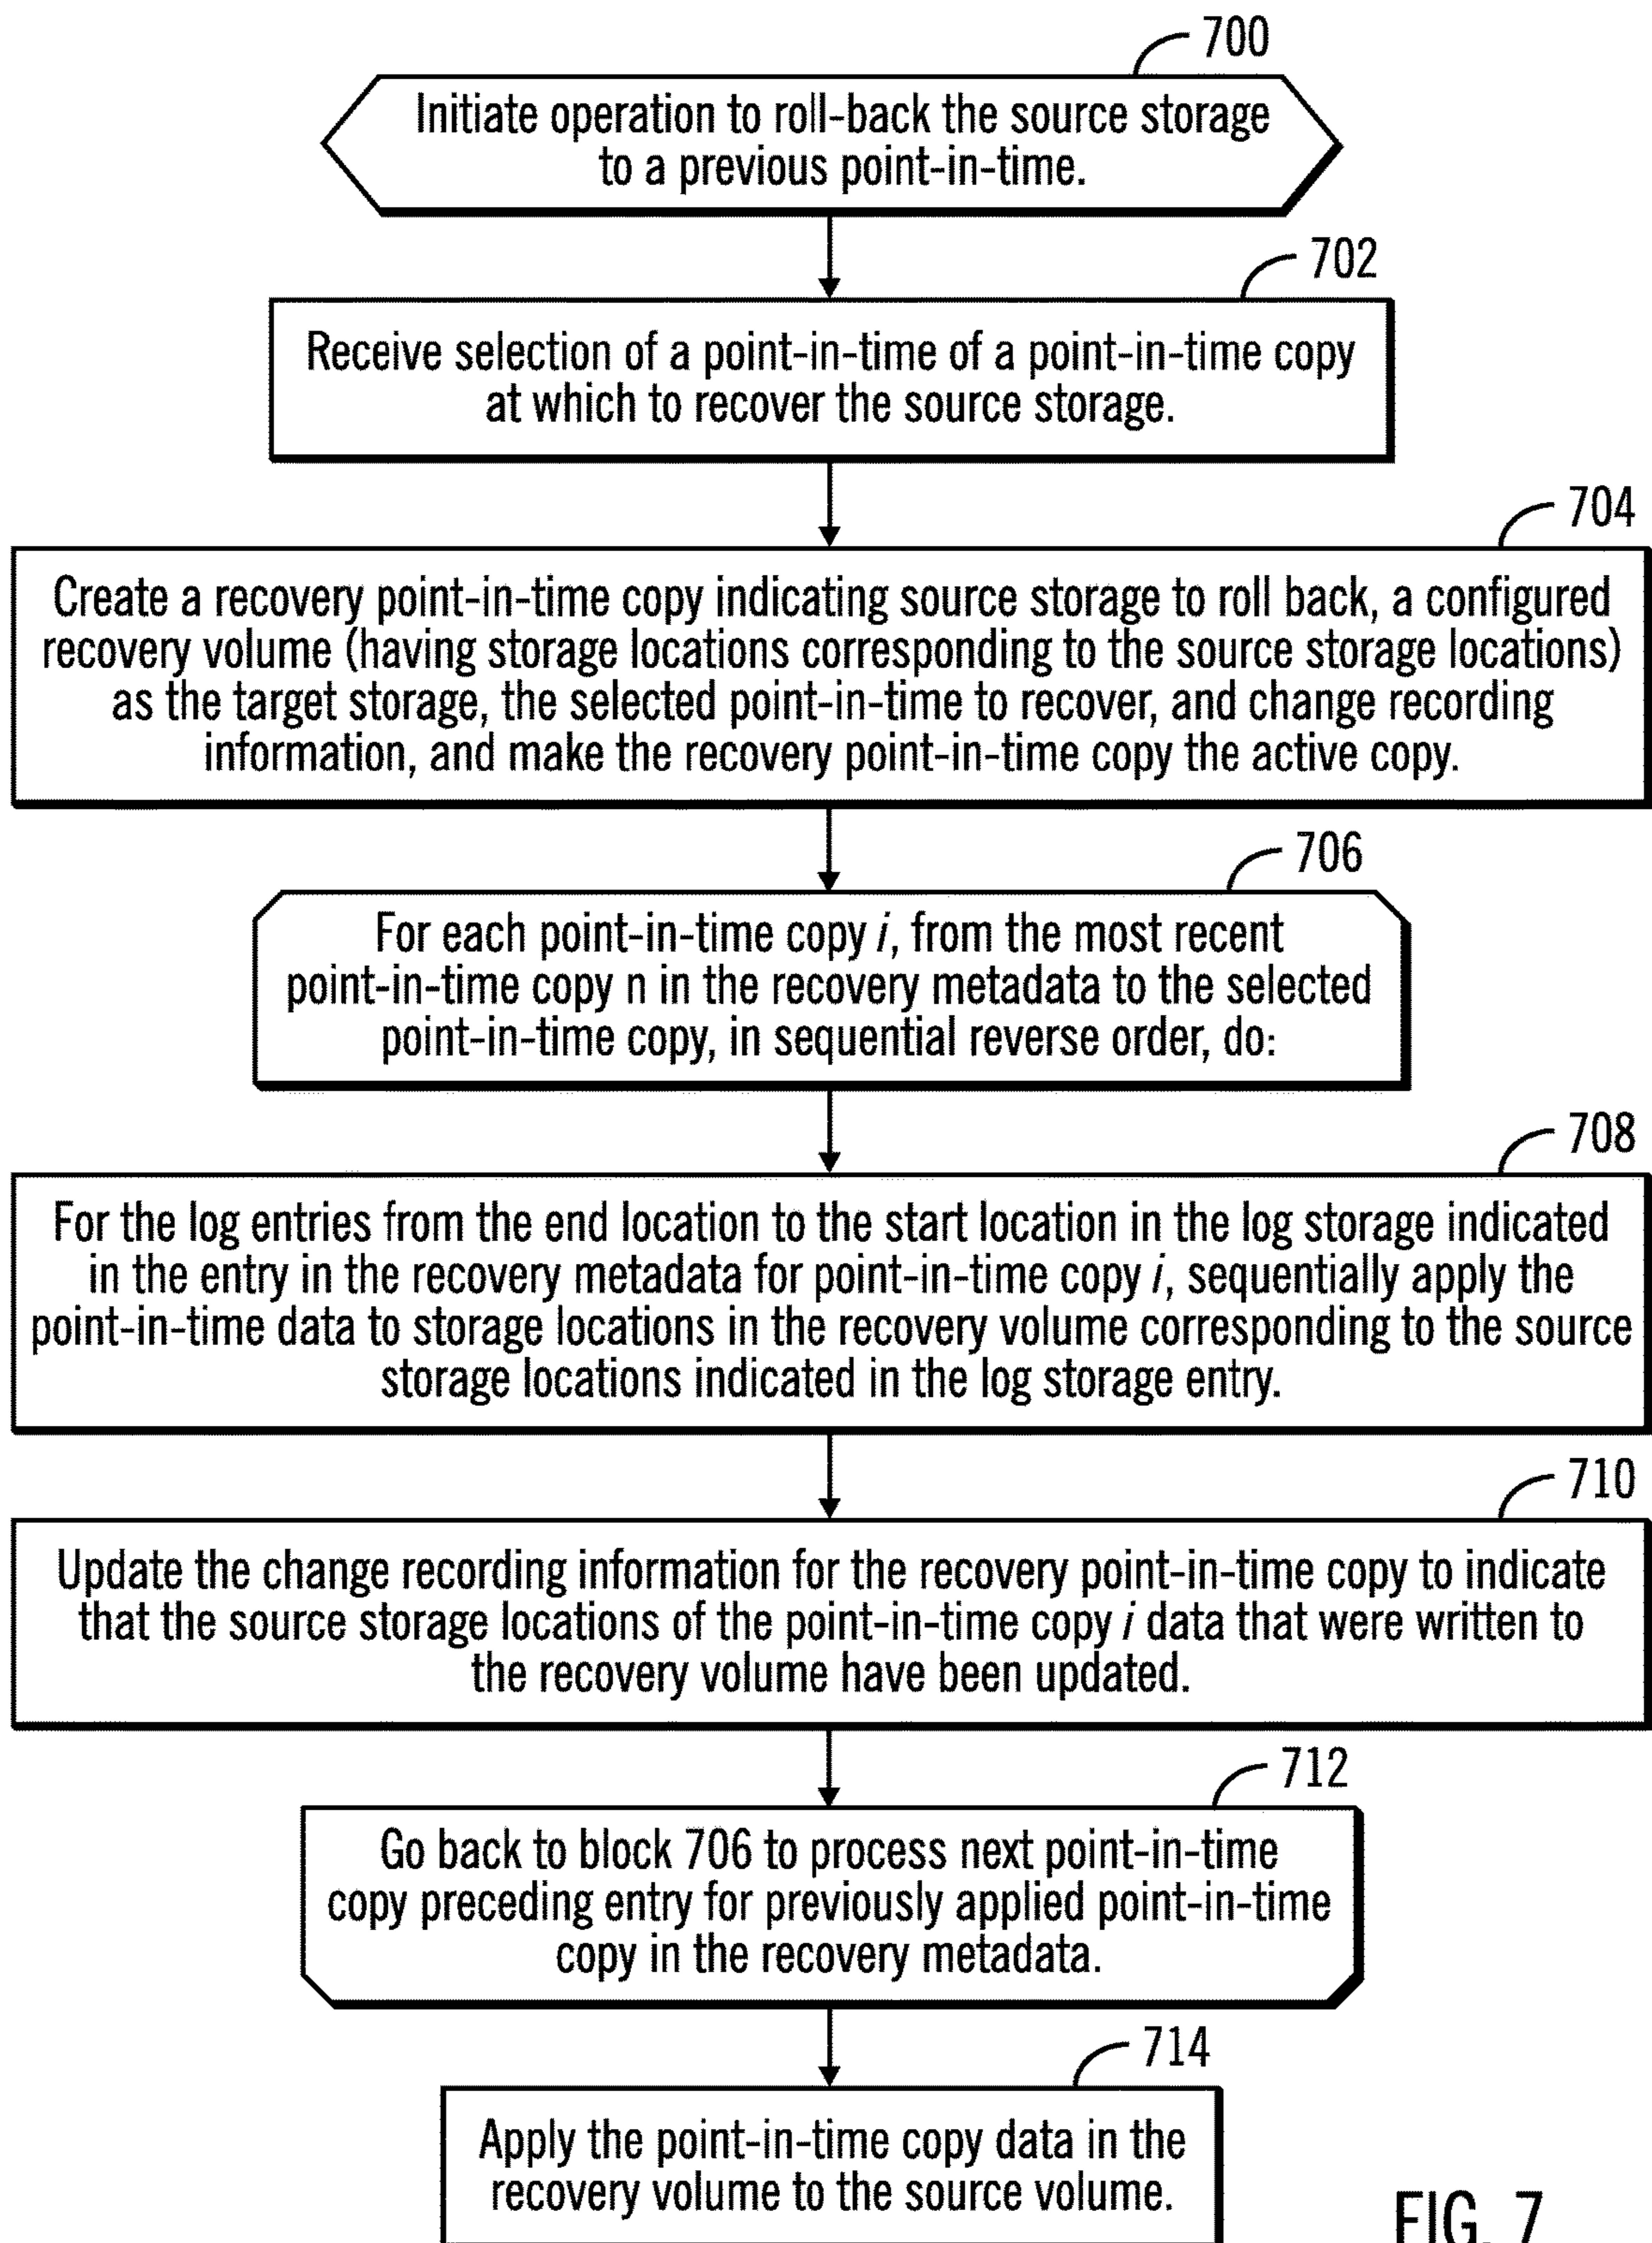 700
Initiate operation to roll-back the source storage
to a previous point-in-time.
702
Receive selection of a point-in-time of a point-in-time copy
at which to recover the source storage.
704
Create a recovery point-in-time copy indicating source storage to roll back, a configured
recovery volume (having storage locations corresponding to the source storage locations)
as the target storage, the selected point-in-time to recover, and change recording
information, and make the recovery point-in-time copy the active copy.
706
For each point-in-time copy i, from the most recent
point-in-time copy n in the recovery metadata to the selected
point-in-time copy, in sequential reverse order, do:
708
For the log entries from the end location to the start location in the log storage indicated
in the entry in the recovery metadata for point-in-time copy i, sequentially apply the
point-in-time data to storage locations in the recovery volume corresponding to the source
storage locations indicated in the log storage entry.
710
Update the change recording information for the recovery point-in-time copy to indicate
that the source storage locations of the point-in-time copy i data that were written to
the recovery volume have been updated.
712
Go back to block 706 to process next point-in-time
copy preceding entry for previously applied point-in-time
copy in the recovery metadata.
714
Apply the point-in-time copy data in the
recovery volume to the source volume.
FIG. 7